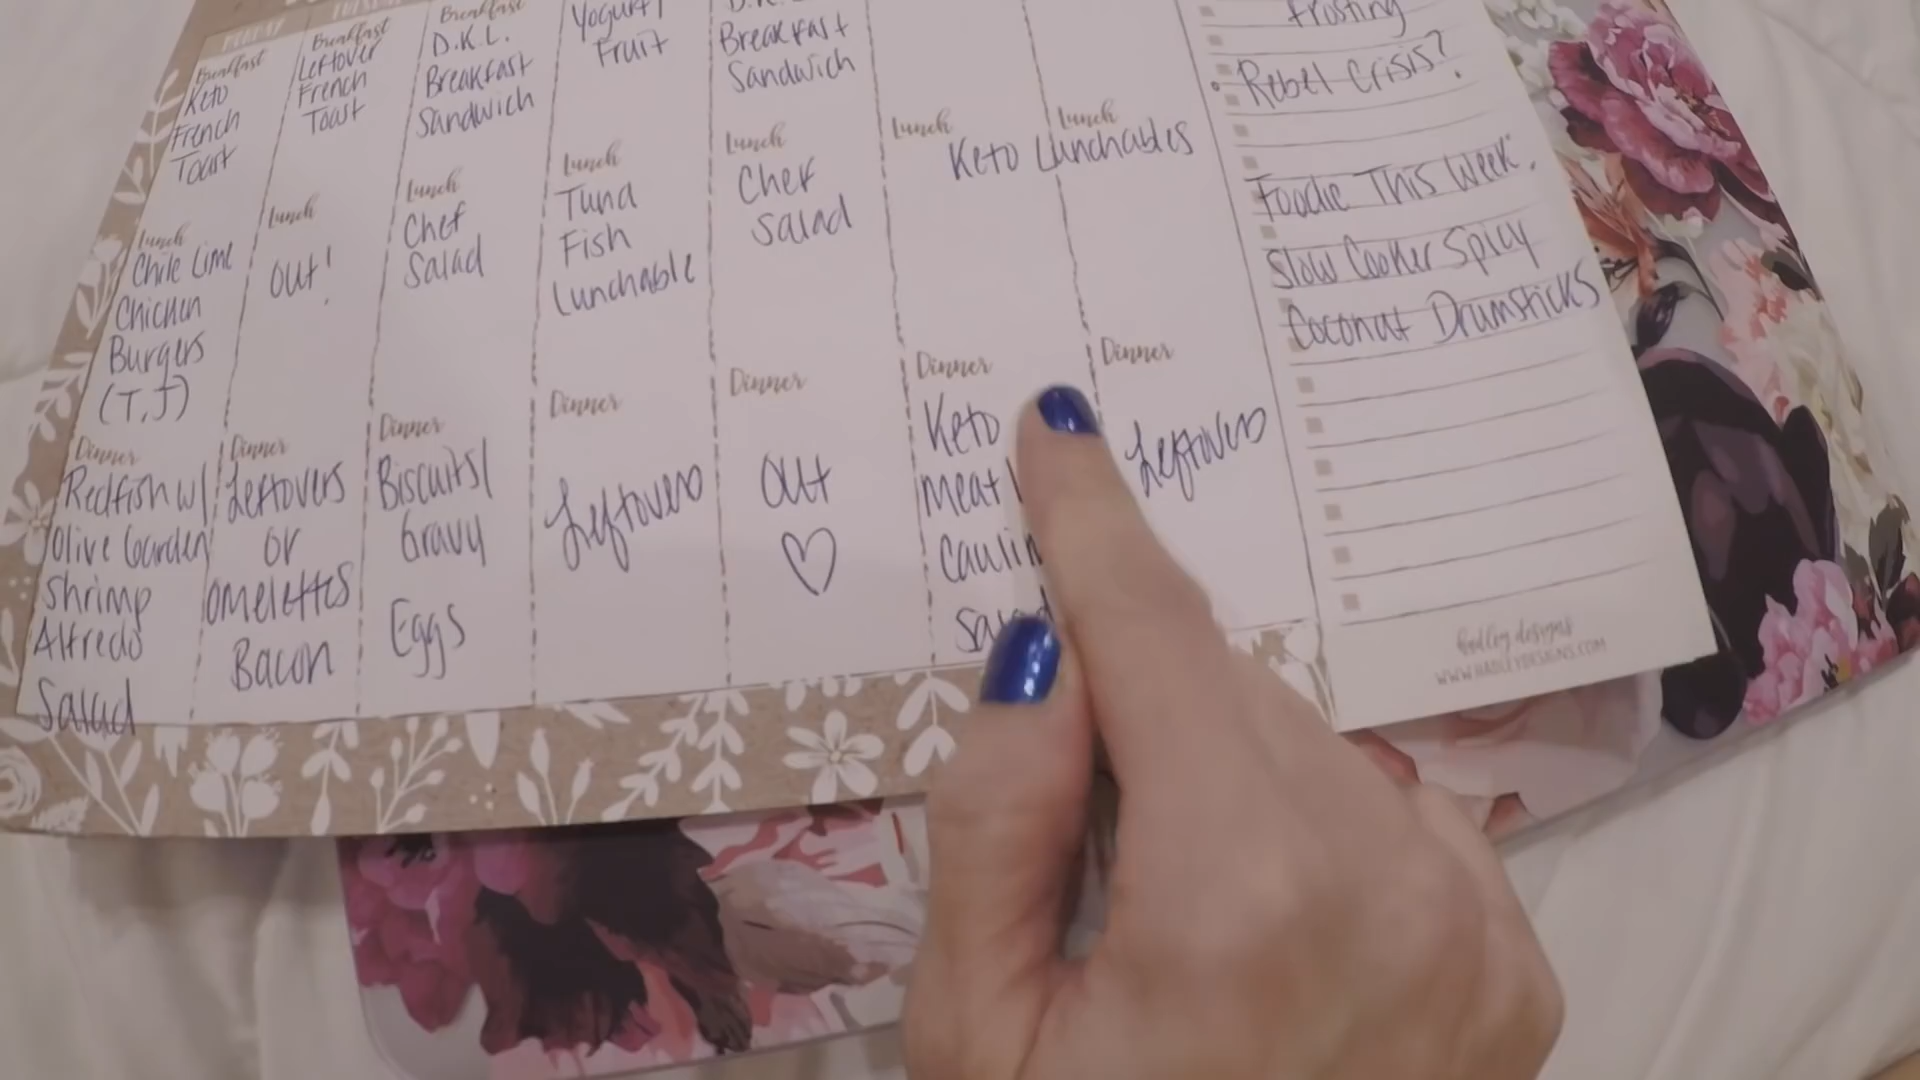 MONDAY
Breakfast
Keto
French
Toast
Lunch
Chile Lime
Chicken
Burgers
(T,J)
Dinner
Redfish w/
Olive Garden
Shrimp
Alfredo
Salad
Breakfast
Leftover
French
Toast
Lunch
Out!
Dinner
Leftovers
or
Omelettes
Bacon
Breakfast
D.K.L.
Breakfast
Sandwich
Lunch
Chef
Salad
Dinner
Biscuits/
Gravy
Eggs
Yogurt/
Fruit
Lunch
Tuna
Fish
Lunchable
Dinner
Leftovers
Breakfast
Sandwich
Lunch
Chef
Salad
Dinner
Out
Lunch
Lunch
Keto Lunchables
Dinner
Keto
meat
Dinner
Leftovers
Frosting
Rebel Crisis?
Foodie This Week:
Slow Cooker Spicy
Coconut Drumsticks
hadley designs
WWW.HADLEYDESIGNS.COM